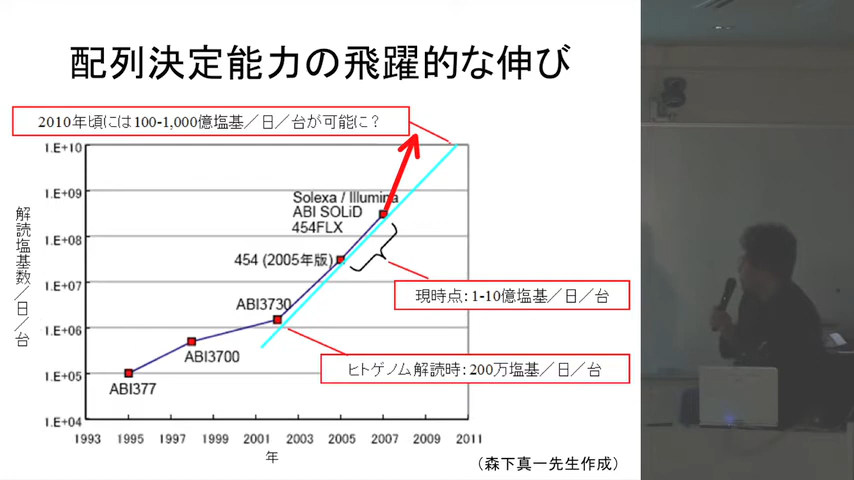 配列決定能力の飛躍的な伸び
2010年頃には100-1,000億塩基／日／台が可能に？
1.E+10
1.E+09
1.E+08
1.E+07
1.E+06
1.E+05
1.E+04
解読塩基数／日／台
Solexa / Illumina
ABI SOLiD
454FLX
454 (2005年版)
ABI3730
ABI3700
ABI377
現時点：1-10億塩基／日／台
ヒトゲノム解読時：200万塩基／日／台
1993 1995 1997 1999 2001 2003 2005 2007 2009 2011
年
（森下真一先生作成）